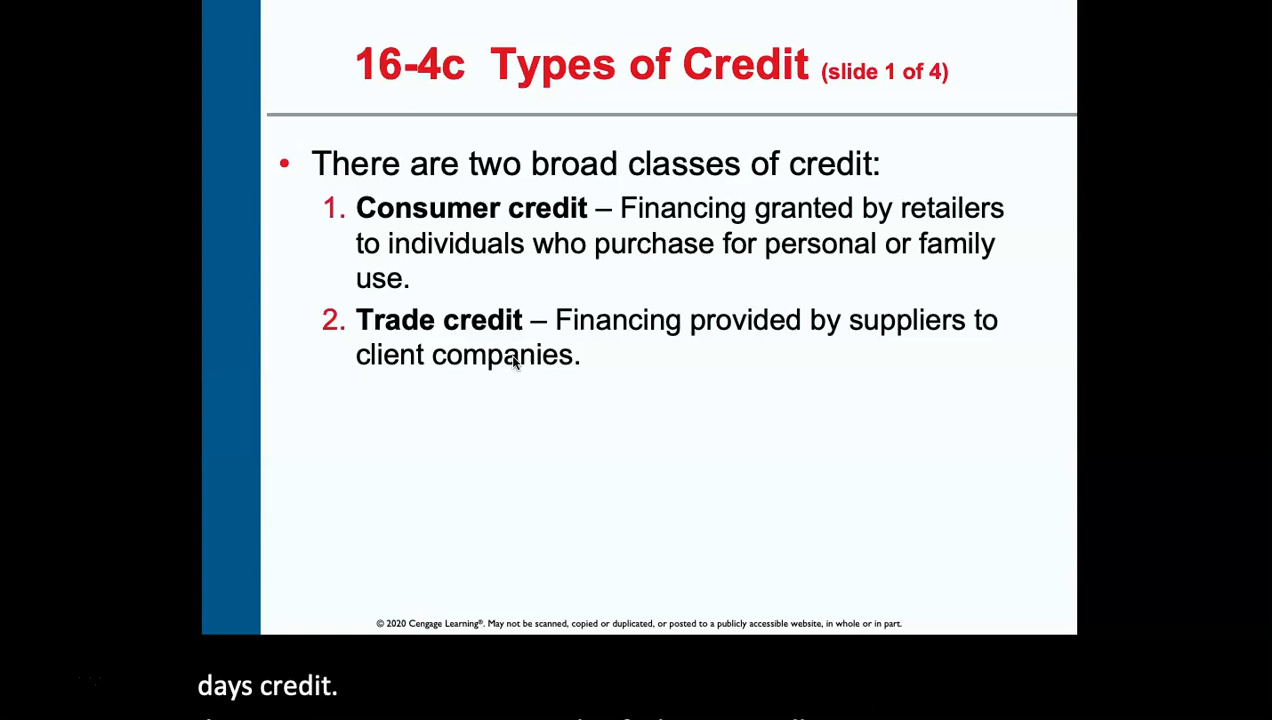 16-4c Types of Credit (slide 1 of 4)
• There are two broad classes of credit:
1. Consumer credit – Financing granted by retailers
to individuals who purchase for personal or family
use.
2. Trade credit – Financing provided by suppliers to
client companies.
© 2020 Cengage Learning®. May not be scanned, copied or duplicated, or posted to a publicly accessible website, in whole or in part.
days credit.